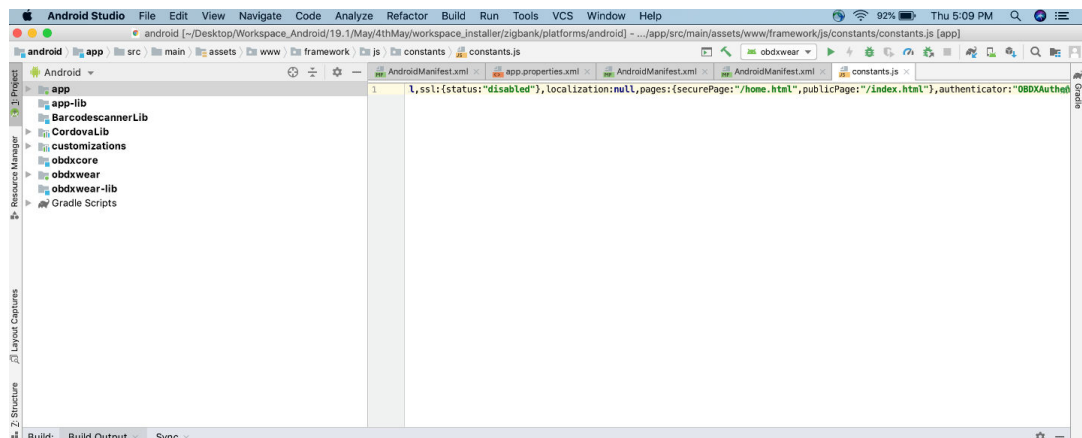 Android Studio File Edit View Navigate Code Analyze Refactor Build Run Tools VCS Window Help 92% Thu 5:09 PM
android [~/Desktop/Workspace_Android/19.1/May/4thMay/workspace_installer/zigbank/platforms/android] - .../app/src/main/assets/www/framework/js/constants/constants.js [app]
android app src main assets www framework js constants constants.js obdxwear
Android AndroidManifest.xml app.properties.xml AndroidManifest.xml AndroidManifest.xml constants.js
1 l,ssl:{status:"disabled"},localization:null,pages:{securePage:"/home.html",publicPage:"/index.html"},authenticator:"OBDXAuthe
app
app-lib
BarcodescannerLib
CordovaLib
customizations
obdxcore
obdxwear
obdxwear-lib
Gradle Scripts
1: Project
Resource Manager
Layout Captures
Z: Structure
Gradle
Build: Build Output Sync